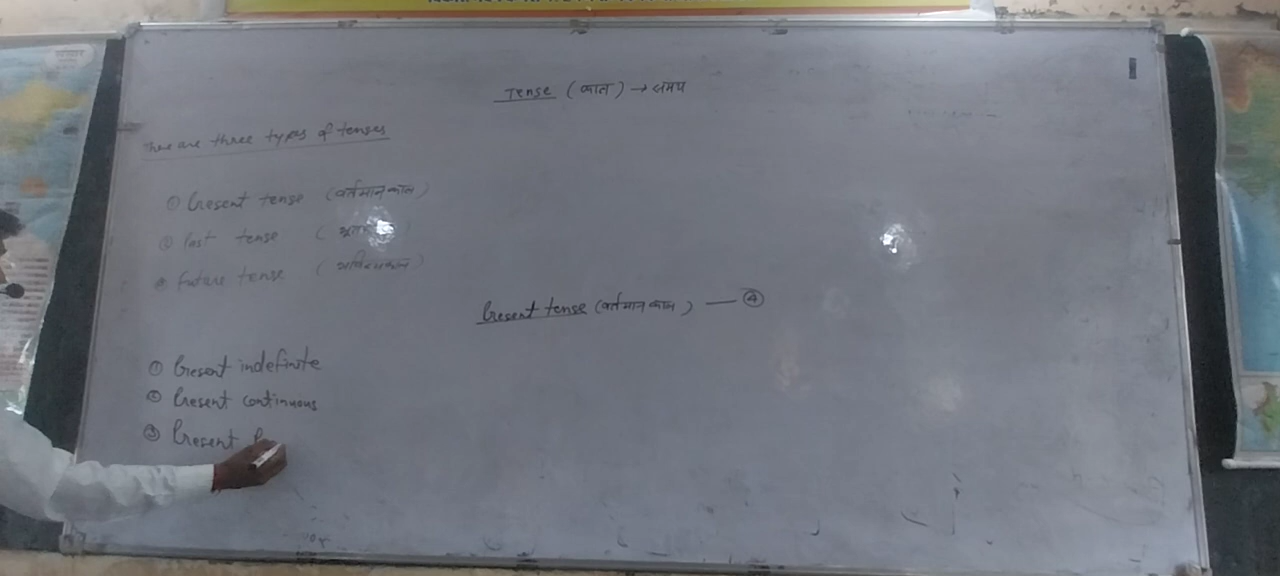 Tense (काल) → समय
There are three types of tenses
① Present tense (वर्तमान काल)
② Past tense (
③ Future tense (भविष्यकाल)
Present tense (वर्तमान काल) — ④
① Present indefinite
② Present continuous
③ Present